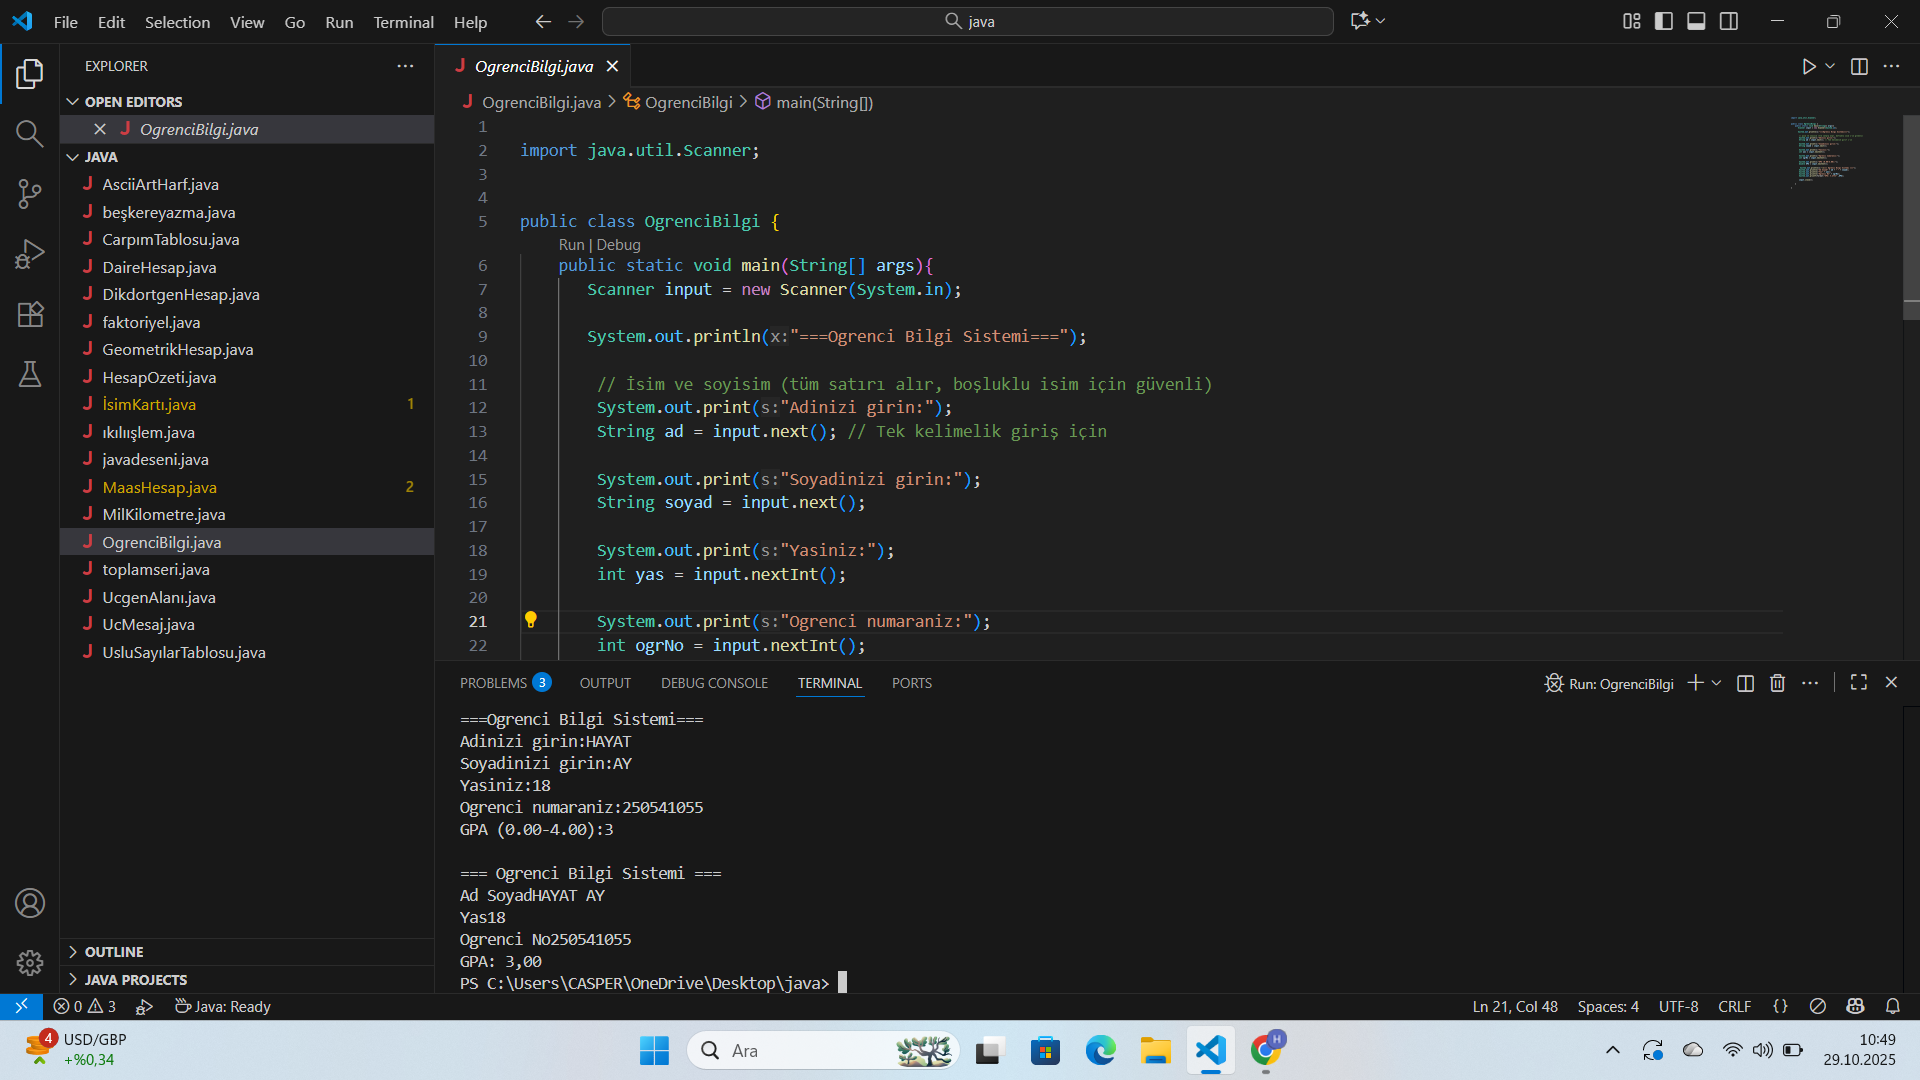 File Edit Selection View Go Run Terminal Help
java
EXPLORER
OPEN EDITORS
OgrenciBilgi.java
JAVA
AsciiArtHarf.java
beşkereyazma.java
CarpımTablosu.java
DaireHesap.java
DikdortgenHesap.java
faktoriyel.java
GeometrikHesap.java
HesapOzeti.java
İsimKartı.java 1
ıkılıışlem.java
javadeseni.java
MaasHesap.java 2
MilKilometre.java
OgrenciBilgi.java
toplamseri.java
UcgenAlanı.java
UcMesaj.java
UsluSayılarTablosu.java
OUTLINE
JAVA PROJECTS
OgrenciBilgi.java
OgrenciBilgi.java > OgrenciBilgi > main(String[])
1
2 import java.util.Scanner;
3
4
5 public class OgrenciBilgi {
Run | Debug
6 public static void main(String[] args){
7 Scanner input = new Scanner(System.in);
8
9 System.out.println(x:"===Ogrenci Bilgi Sistemi===");
10
11 // İsim ve soyisim (tüm satırı alır, boşluklu isim için güvenli)
12 System.out.print(s:"Adinizi girin:");
13 String ad = input.next(); // Tek kelimelik giriş için
14
15 System.out.print(s:"Soyadinizi girin:");
16 String soyad = input.next();
17
18 System.out.print(s:"Yasiniz:");
19 int yas = input.nextInt();
20
21 System.out.print(s:"Ogrenci numaraniz:");
22 int ogrNo = input.nextInt();
PROBLEMS 3 OUTPUT DEBUG CONSOLE TERMINAL PORTS
Run: OgrenciBilgi
===Ogrenci Bilgi Sistemi===
Adinizi girin:HAYAT
Soyadinizi girin:AY
Yasiniz:18
Ogrenci numaraniz:250541055
GPA (0.00-4.00):3
=== Ogrenci Bilgi Sistemi ===
Ad SoyadHAYAT AY
Yas18
Ogrenci No250541055
GPA: 3,00
PS C:\Users\CASPER\OneDrive\Desktop\java>
0 3 Java: Ready
Ln 21, Col 48 Spaces: 4 UTF-8 CRLF {}
4 USD/GBP
+%0,34
Ara
H
10:49
29.10.2025